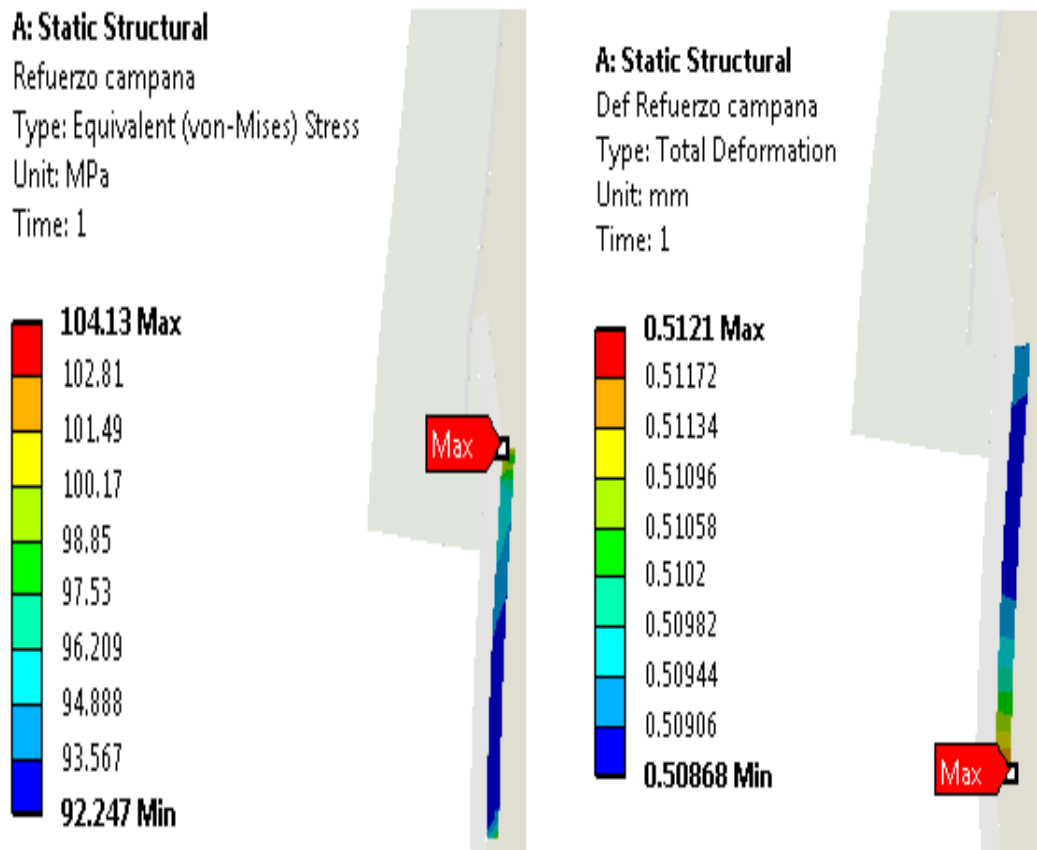 A: Static Structural
Refuerzo campana
Type: Equivalent (von-Mises) Stress
Unit: MPa
Time: 1
104.13 Max
102.81
101.49
100.17
98.85
97.53
96.209
94.888
93.567
92.247 Min
Max
A: Static Structural
Def Refuerzo campana
Type: Total Deformation
Unit: mm
Time: 1
0.5121 Max
0.51172
0.51134
0.51096
0.51058
0.5102
0.50982
0.50944
0.50906
0.50868 Min
Max